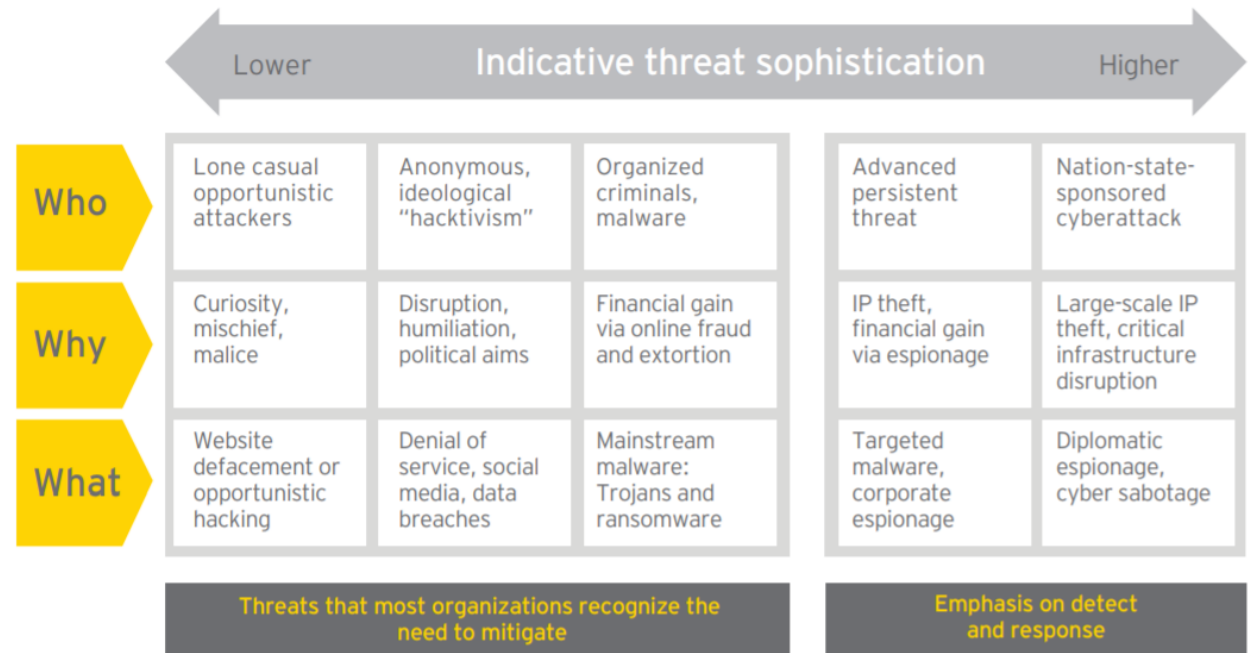 Lower
Indicative threat sophistication
Higher
Who
Lone casual
opportunistic
attackers
Anonymous,
ideological
“hacktivism”
Organized
criminals,
malware
Advanced
persistent
threat
Nation-state-
sponsored
cyberattack
Why
Curiosity,
mischief,
malice
Disruption,
humiliation,
political aims
Financial gain
via online fraud
and extortion
IP theft,
financial gain
via espionage
Large-scale IP
theft, critical
infrastructure
disruption
What
Website
defacement or
opportunistic
hacking
Denial of
service, social
media, data
breaches
Mainstream
malware:
Trojans and
ransomware
Targeted
malware,
corporate
espionage
Diplomatic
espionage,
cyber sabotage
Threats that most organizations recognize the
need to mitigate
Emphasis on detect
and response